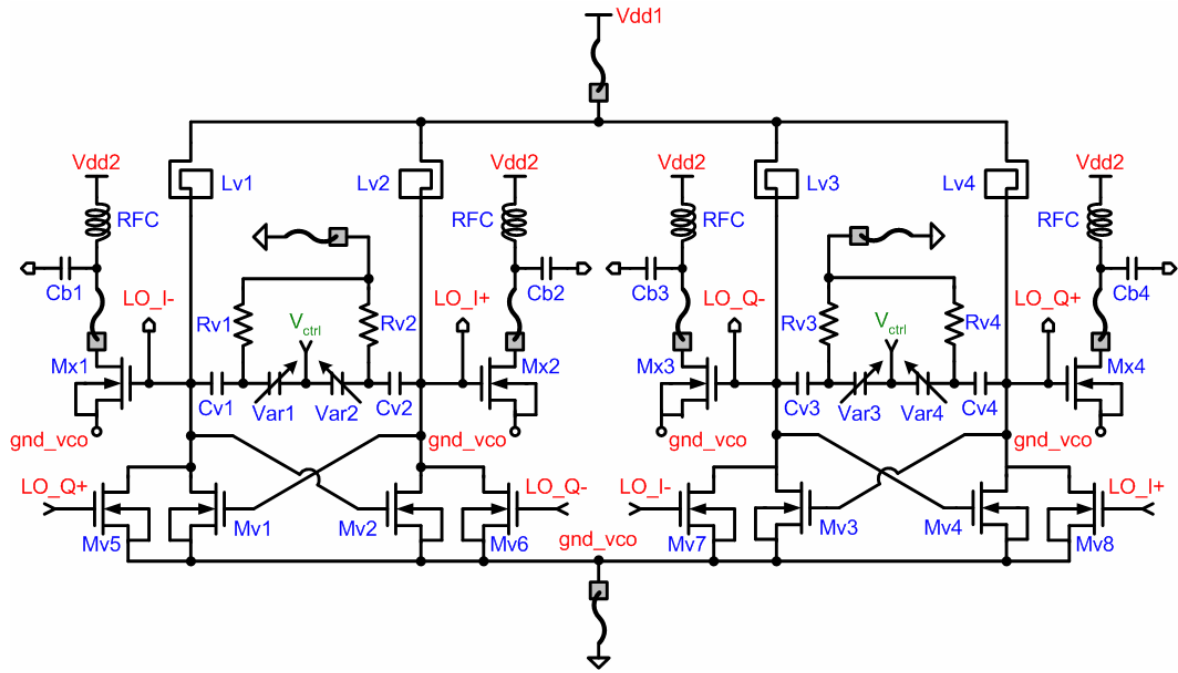 Vdd1
Vdd2
Lv1
Lv2
Vdd2
Vdd2
Lv3
Lv4
Vdd2
RFC
RFC
RFC
RFC
Cb1
LO_I-
Rv1
Vctrl
Rv2
LO_I+
Cb2
Cb3
LO_Q-
Rv3
Vctrl
Rv4
LO_Q+
Cb4
Mx1
Cv1
Var1
Var2
Cv2
Mx2
Mx3
Cv3
Var3
Var4
Cv4
Mx4
gnd_vco
gnd_vco
gnd_vco
gnd_vco
LO_Q+
Mv5
Mv1
Mv2
Mv6
LO_Q-
LO_I-
Mv7
Mv3
Mv4
Mv8
LO_I+
gnd_vco